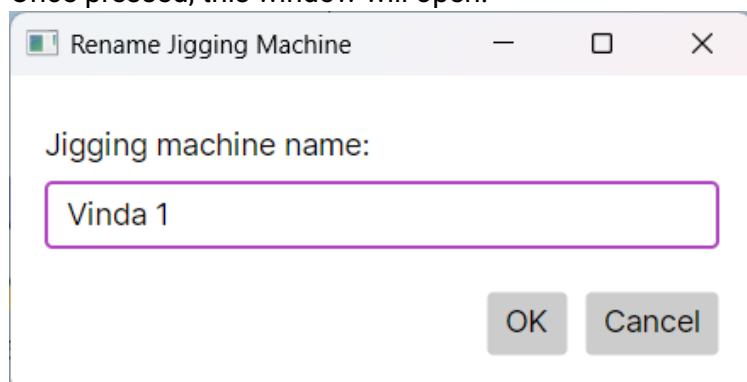 Once pressed, this window will open:
Rename Jigging Machine
Jigging machine name:
Vinda 1
OK Cancel